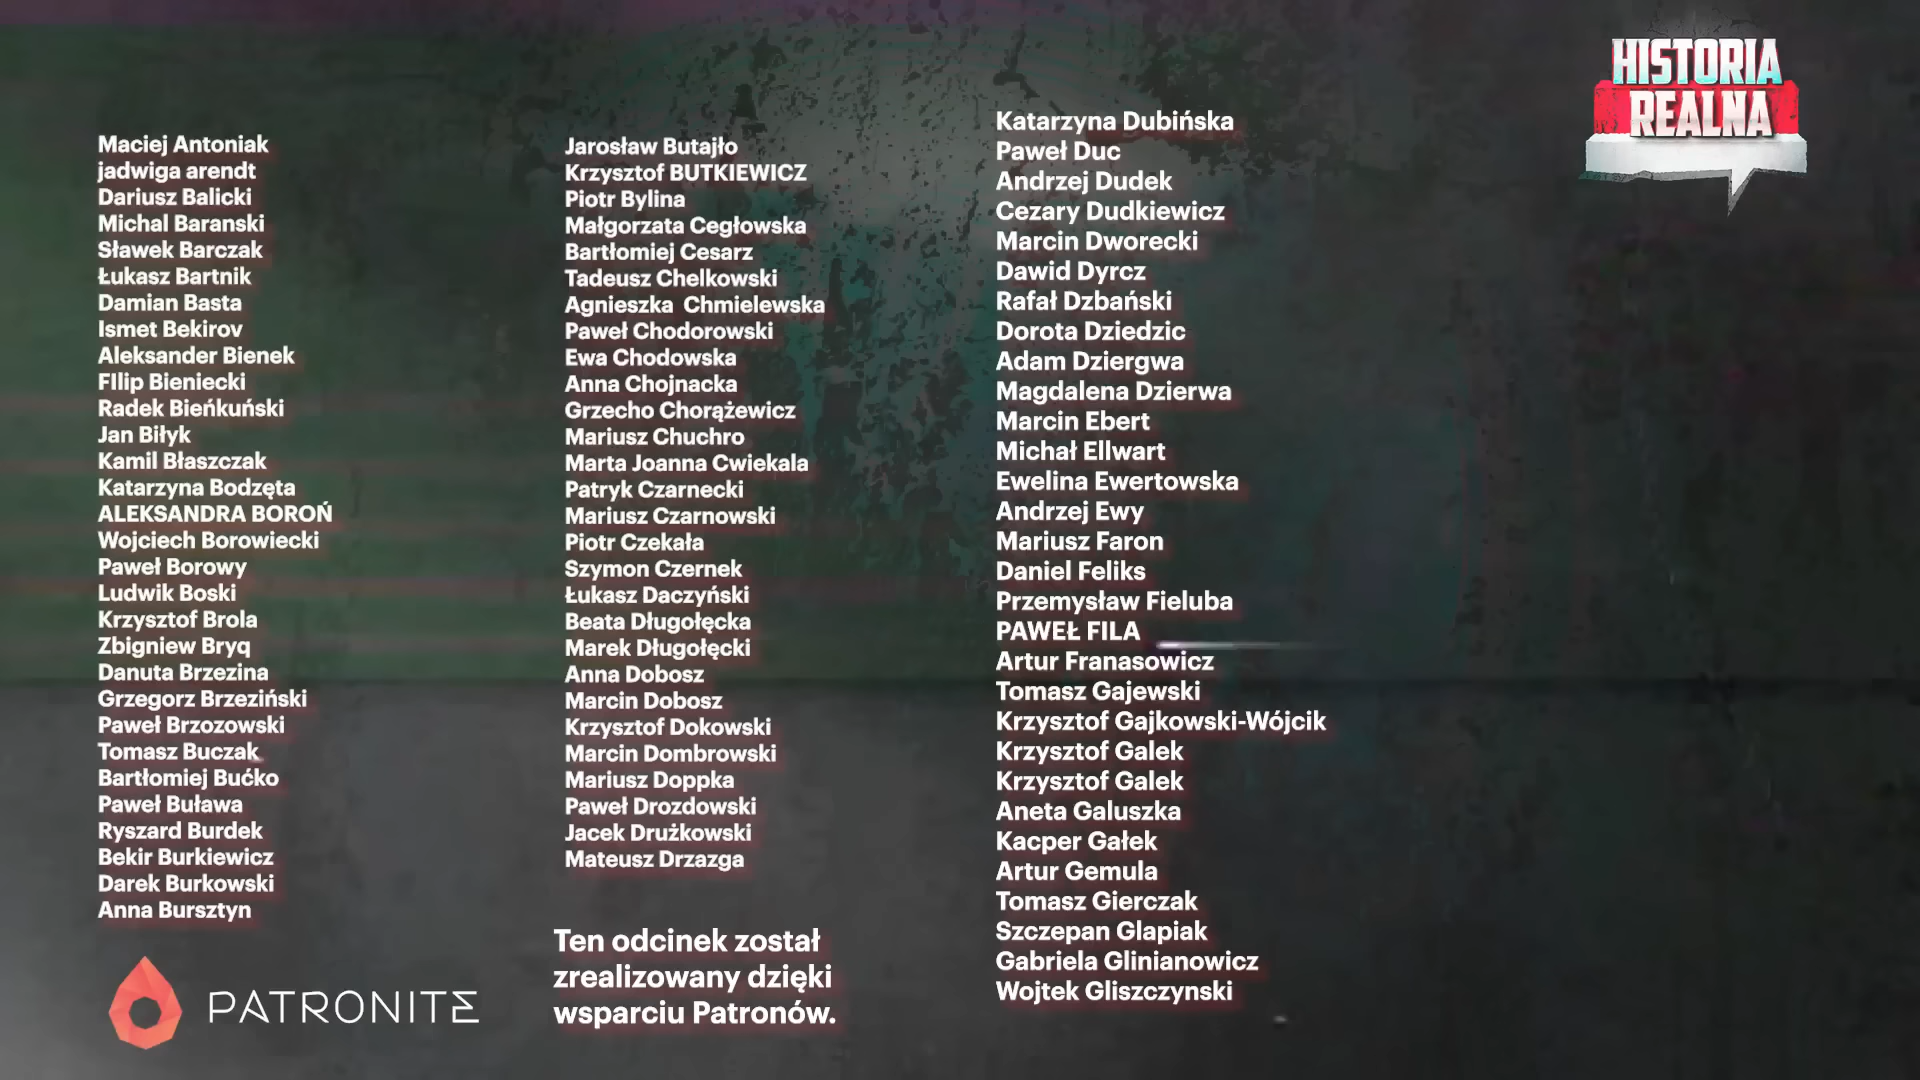 Maciej Antoniak
jadwiga arendt
Dariusz Balicki
Michal Baranski
Sławek Barczak
Łukasz Bartnik
Damian Basta
Ismet Bekirov
Aleksander Bienek
FIlip Bieniecki
Radek Bieńkuński
Jan Biłyk
Kamil Błaszczak
Katarzyna Bodzęta
ALEKSANDRA BOROŃ
Wojciech Borowiecki
Paweł Borowy
Ludwik Boski
Krzysztof Brola
Zbigniew Bryq
Danuta Brzezina
Grzegorz Brzeziński
Paweł Brzozowski
Tomasz Buczak
Bartłomiej Bućko
Paweł Buława
Ryszard Burdek
Bekir Burkiewicz
Darek Burkowski
Anna Bursztyn
PATRONITE
Jarosław Butajło
Krzysztof BUTKIEWICZ
Piotr Bylina
Małgorzata Cegłowska
Bartłomiej Cesarz
Tadeusz Chelkowski
Agnieszka  Chmielewska
Paweł Chodorowski
Ewa Chodowska
Anna Chojnacka
Grzecho Chorążewicz
Mariusz Chuchro
Marta Joanna Cwiekala
Patryk Czarnecki
Mariusz Czarnowski
Piotr Czekała
Szymon Czernek
Łukasz Daczyński
Beata Długołęcka
Marek Długołęcki
Anna Dobosz
Marcin Dobosz
Krzysztof Dokowski
Marcin Dombrowski
Mariusz Doppka
Paweł Drozdowski
Jacek Drużkowski
Mateusz Drzazga
Ten odcinek został
zrealizowany dzięki
wsparciu Patronów.
Katarzyna Dubińska
Paweł Duc
Andrzej Dudek
Cezary Dudkiewicz
Marcin Dworecki
Dawid Dyrcz
Rafał Dzbański
Dorota Dziedzic
Adam Dziergwa
Magdalena Dzierwa
Marcin Ebert
Michał Ellwart
Ewelina Ewertowska
Andrzej Ewy
Mariusz Faron
Daniel Feliks
Przemysław Fieluba
PAWEŁ FILA
Artur Franasowicz
Tomasz Gajewski
Krzysztof Gajkowski-Wójcik
Krzysztof Galek
Krzysztof Galek
Aneta Galuszka
Kacper Gałek
Artur Gemula
Tomasz Gierczak
Szczepan Glapiak
Gabriela Glinianowicz
Wojtek Gliszczynski
HISTORIA
REALNA